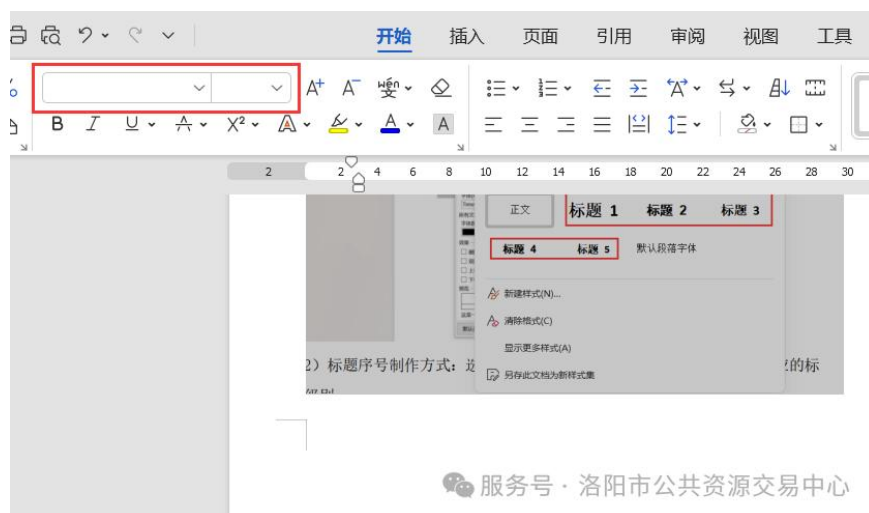 开始 插入 页面 引用 审阅 视图 工具
A+ A- wén 变
B I U A X² A A A
2 2 4 6 8 10 12 14 16 18 20 22 24 26 28 30
正文 标题 1 标题 2 标题 3
标题 4 标题 5 默认段落字体
新建样式(N)...
清除格式(C)
显示更多样式(A)
2）标题序号制作方式：
的标
另存此文档为新样式集
服务号 · 洛阳市公共资源交易中心